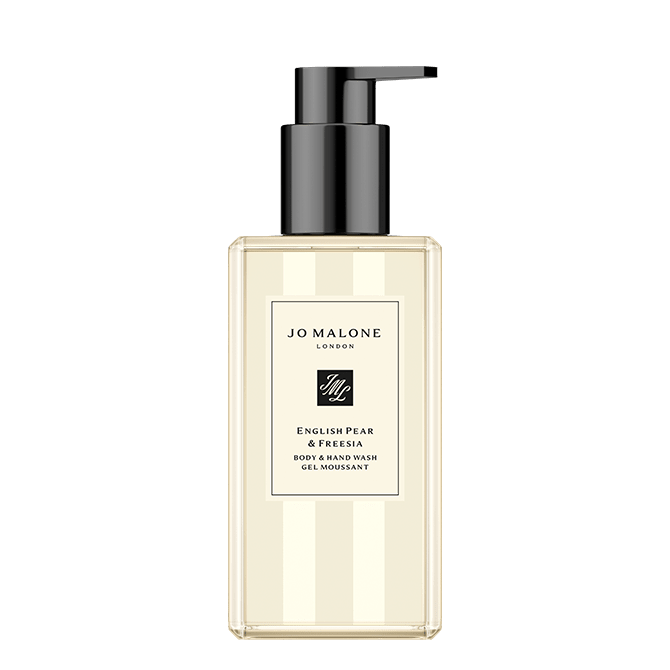 JO MALONE
LONDON
JML
ENGLISH PEAR
& FREESIA
BODY & HAND WASH
GEL MOUSSANT